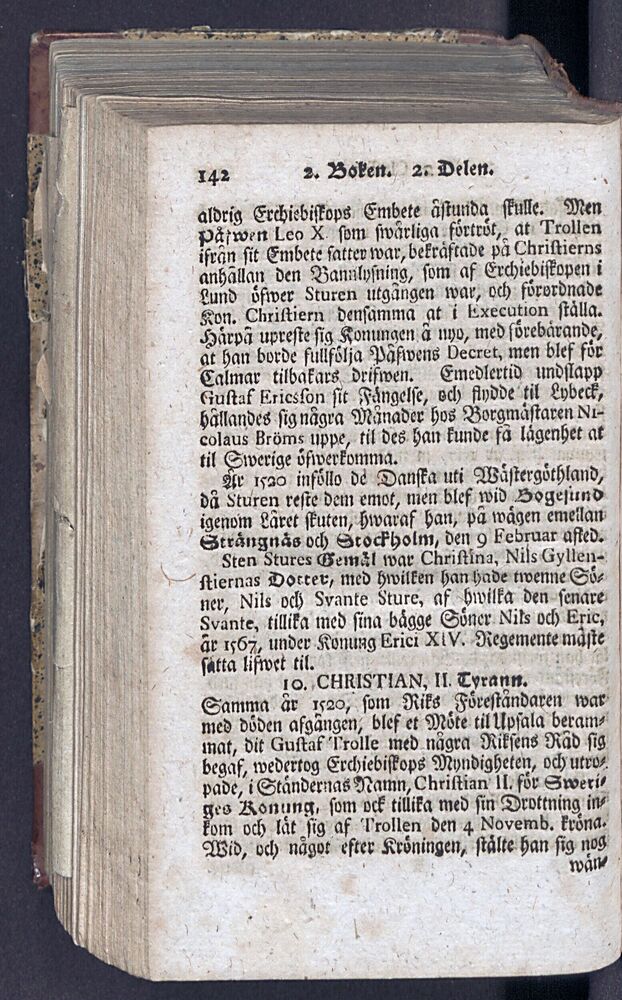 142 2. Boken. 2. Delen.
aldrig Erchiebiskops Embete åstunda skulle. Men
Påfwen Leo X. som swårliga förtröt, at Trollen
ifrån sit Embete satter war, bekräftade på Christierns
anhållan den Bannlysning, som af Erchiebiskopen i
Lund öfwer Sturen utgången war, och förordnade
Kon. Christiern densamma at i Execution ställa.
Härpå upreste sig Konungen å nyo, med förebärande,
at han borde fullfölja Påfwens Decret, men blef för
Calmar tilbakars drifwen. Emedlertid undslapp
Gustaf Ericsson sit Fängelse, och flydde til Lybeck,
hållandes sig några Månader hos Borgmästaren Ni-
colaus Bröms uppe, til des han kunde få lägenhet at
til Swerige öfwerkomma.
År 1520 inföllo de Danska uti Wästergöthland,
då Sturen reste dem emot, men blef wid Bogesund
igenom Låret skuten, hwaraf han, på wägen emellan
Strängnäs och Stockholm, den 9 Februar afled.
Sten Stures Gemål war Christina, Nils Gyllen-
stiernas Dotter, med hwilken han hade twenne Sö-
ner, Nils och Svante Sture, af hwilka den senare
Svante, tillika med sina bägge Söner Nils och Eric,
år 1567, under Konung Erici XIV. Regemente måste
sätta lifwet til.
10. CHRISTIAN, II. Tyrann.
Samma år 1520, som Riks Föreståndaren war
med döden afgången, blef et Möte til Upsala beram-
mat, dit Gustaf Trolle med några Riksens Råd sig
begaf, wedertog Erchiebiskops Myndigheten, och utro-
pade, i Ständernas Namn, Christian II. för Sweri-
ges Konung, som ock tillika med sin Drottning in-
kom och lät sig af Trollen den 4 Novemb. kröna.
Wid, och något efter Kröningen, stälte han sig nog
wän-